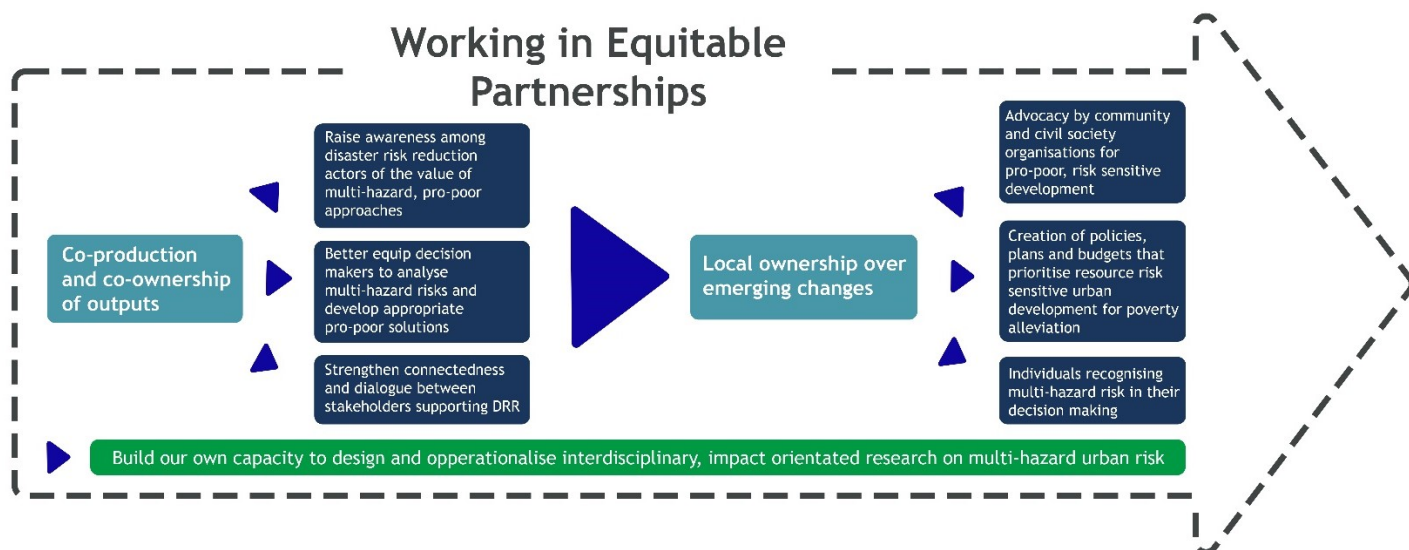 Working in Equitable
Partnerships
Co-production
and co-ownership
of outputs
Raise awareness among
disaster risk reduction
actors of the value of
multi-hazard, pro-poor
approaches
Better equip decision
makers to analyse
multi-hazard risks and
develop appropriate
pro-poor solutions
Strengthen connectedness
and dialogue between
stakeholders supporting DRR
Local ownership over
emerging changes
Advocacy by community
and civil society
organisations for
pro-poor, risk sensitive
development
Creation of policies,
plans and budgets that
prioritise resource risk
sensitive urban
development for poverty
alleviation
Individuals recognising
multi-hazard risk in their
decision making
Build our own capacity to design and opperationalise interdisciplinary, impact orientated research on multi-hazard urban risk